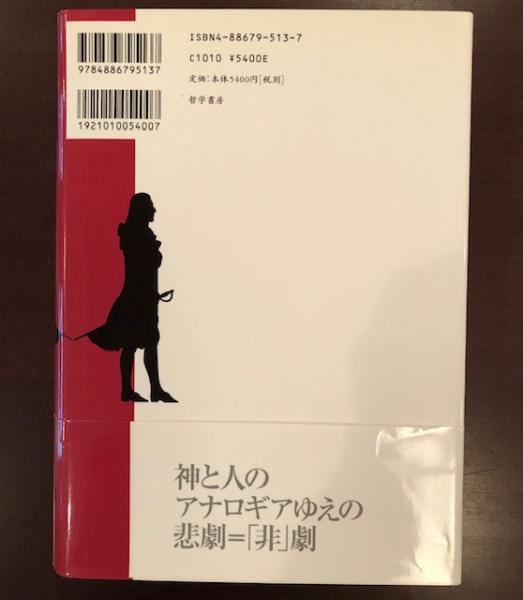 ISBN4-88679-513-7
C1010 ¥5400E
定価:本体5400円[税別]
哲学書房
9784886795137
1921010054007
神と人の
アナロギアゆえの
悲劇=「非」劇